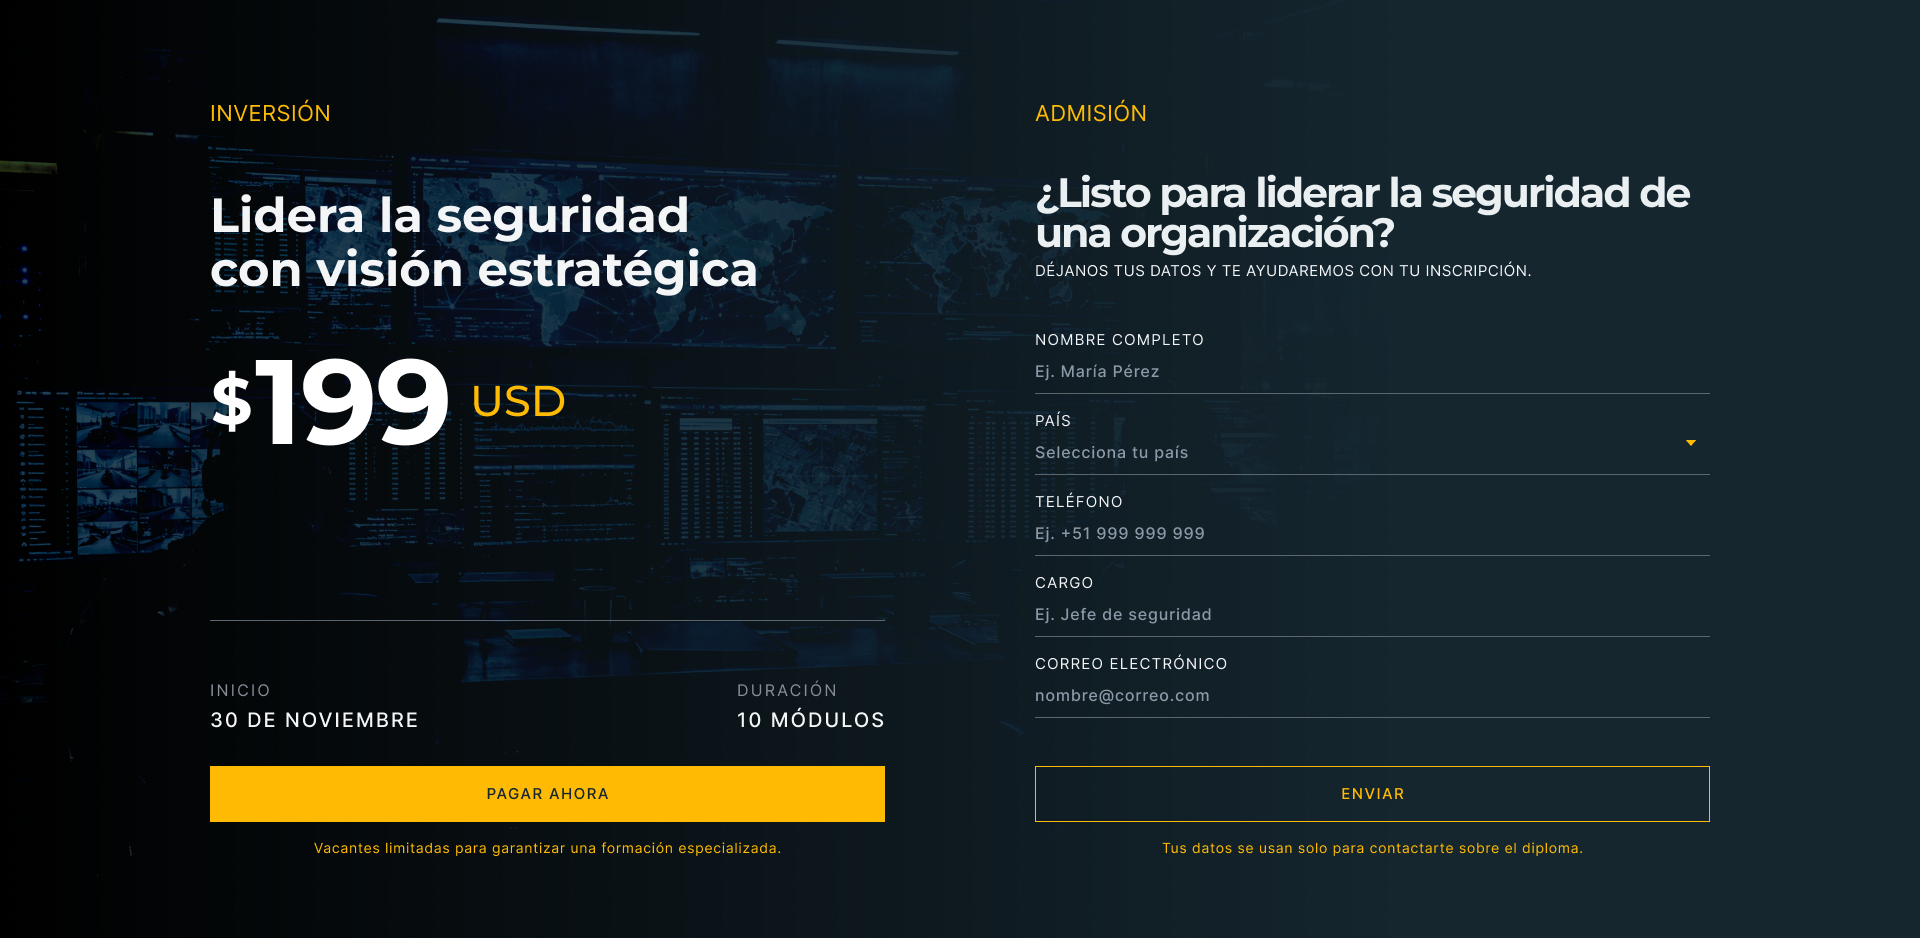 INVERSIÓN
Lidera la seguridad
con visión estratégica
$199 USD
INICIO
30 DE NOVIEMBRE
DURACIÓN
10 MÓDULOS
PAGAR AHORA
Vacantes limitadas para garantizar una formación especializada.
ADMISIÓN
¿Listo para liderar la seguridad de
una organización?
DÉJANOS TUS DATOS Y TE AYUDAREMOS CON TU INSCRIPCIÓN.
NOMBRE COMPLETO
Ej. María Pérez
PAÍS
Selecciona tu país
TELÉFONO
Ej. +51 999 999 999
CARGO
Ej. Jefe de seguridad
CORREO ELECTRÓNICO
nombre@correo.com
ENVIAR
Tus datos se usan solo para contactarte sobre el diploma.